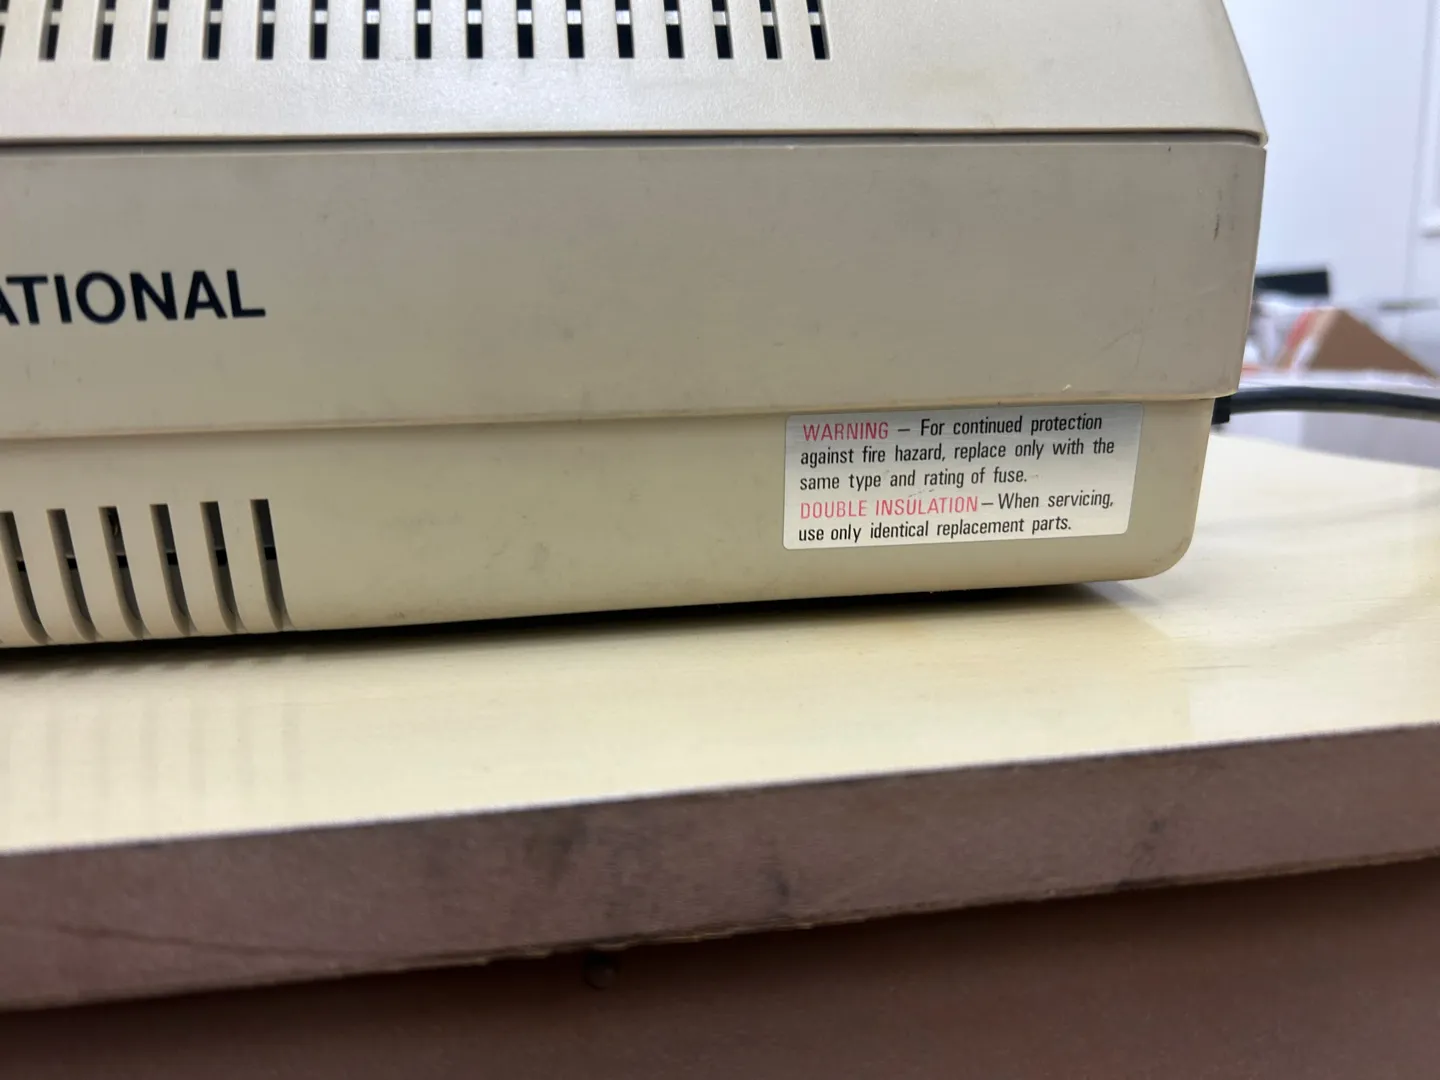 ATIONAL
WARNING — For continued protection
against fire hazard, replace only with the
same type and rating of fuse.
DOUBLE INSULATION — When servicing,
use only identical replacement parts.